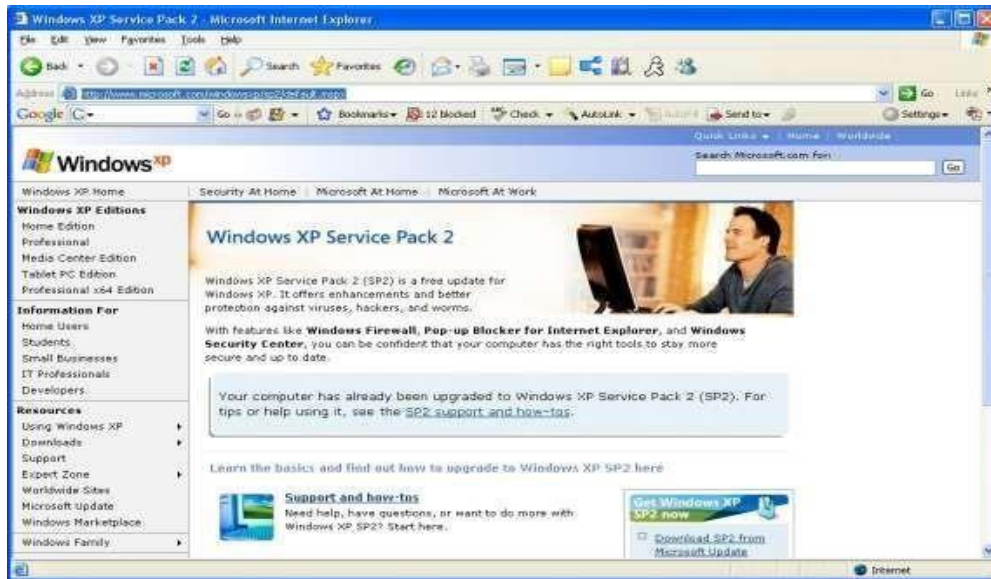 Windows XP Service Pack 2 - Microsoft Internet Explorer
File Edit View Favorites Tools Help
Back Search Favorites
Address http://www.microsoft.com/windowsxp/sp2/default.mspx Go Links
Google G Go Bookmarks 12 blocked Check AutoLink Send to Settings
Quick Links Home Worldwide
Windows XP
Search Microsoft.com for:
Go
Windows XP Home Security At Home Microsoft At Home Microsoft At Work
Windows XP Editions
Home Edition
Professional
Media Center Edition
Tablet PC Edition
Professional x64 Edition
Information For
Home Users
Students
Small Businesses
IT Professionals
Developers
Resources
Using Windows XP
Downloads
Support
Expert Zone
Worldwide Sites
Microsoft Update
Windows Marketplace
Windows Family
Windows XP Service Pack 2
Windows XP Service Pack 2 (SP2) is a free update for
Windows XP. It offers enhancements and better
protection against viruses, hackers, and worms.
With features like Windows Firewall, Pop-up Blocker for Internet Explorer, and Windows
Security Center, you can be confident that your computer has the right tools to stay more
secure and up to date.
Your computer has already been upgraded to Windows XP Service Pack 2 (SP2). For
tips or help using it, see the SP2 support and how-tos.
Learn the basics and find out how to upgrade to Windows XP SP2 here
Support and how-tos
Need help, have questions, or want to do more with
Windows XP SP2? Start here.
Get Windows XP
SP2 now
Download SP2 from
Microsoft Update
Internet